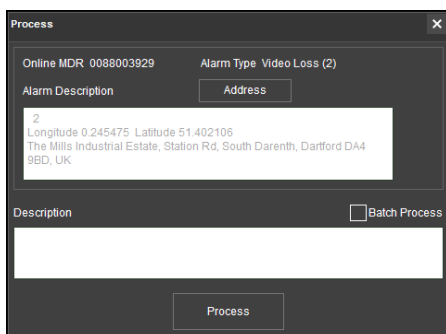 Process
Online MDR 0088003929 Alarm Type Video Loss (2)
Alarm Description Address
2
Longitude 0.245475 Latitude 51.402106
The Mills Industrial Estate, Station Rd, South Darenth, Dartford DA4
9BD, UK
Description Batch Process
Process